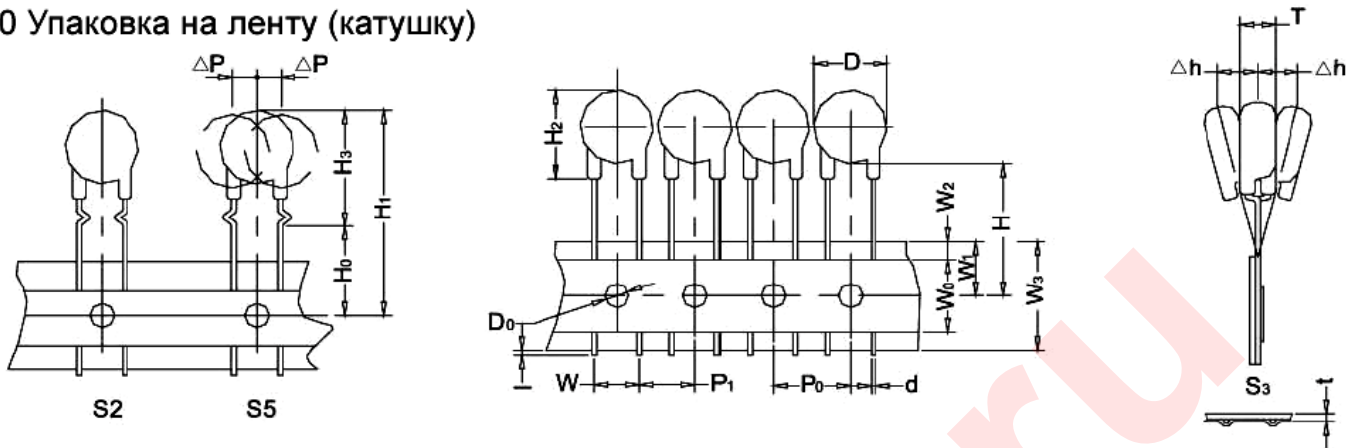 0 Упаковка на ленту (катушку)
△P △P
H3
H1
H0
S2 S5
D
H2
W2
H
W1
W0
W3
D0
l
W P1 P0 d
T
△h △h
S3
t
ru